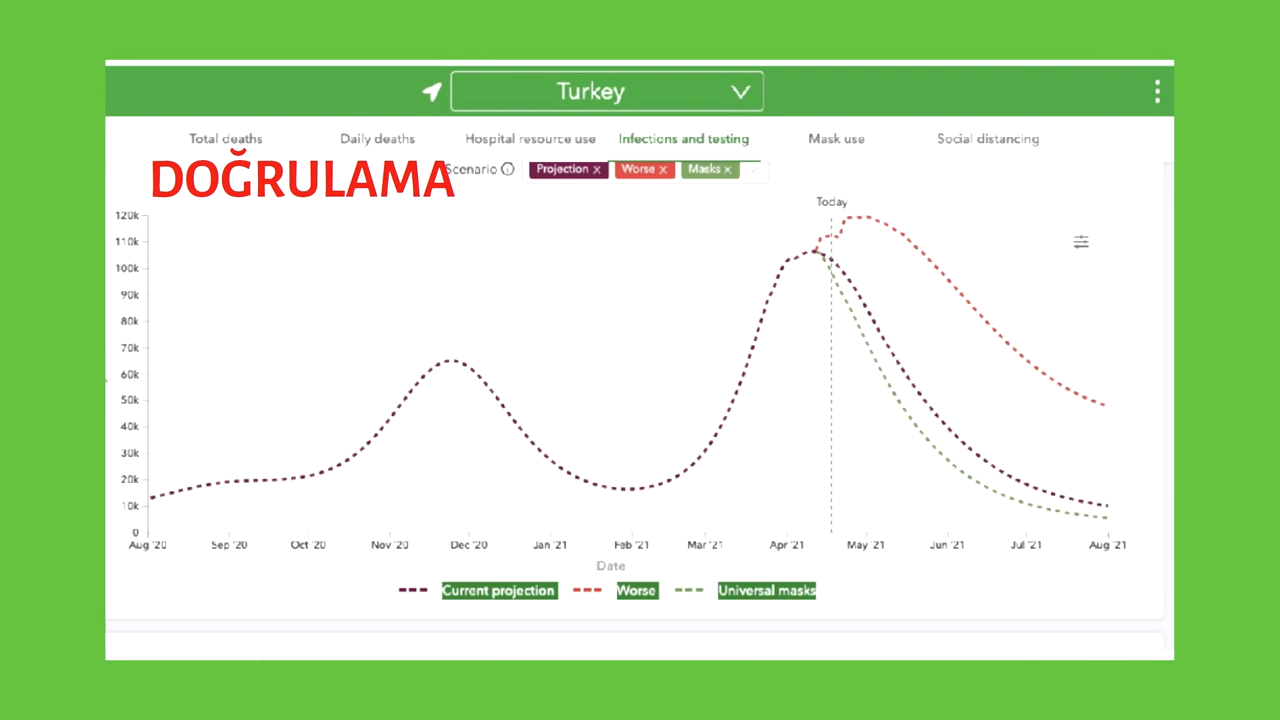 Turkey
Total deaths Daily deaths Hospital resource use Infections and testing Mask use Social distancing
DOĞRULAMA
Scenario Projection x Worse x Masks x
Today
120k
110k
100k
90k
80k
70k
60k
50k
40k
30k
20k
10k
0
Aug '20 Sep '20 Oct '20 Nov '20 Dec '20 Jan '21 Feb '21 Mar '21 Apr '21 May '21 Jun '21 Jul '21 Aug '21
Date
Current projection Worse Universal masks